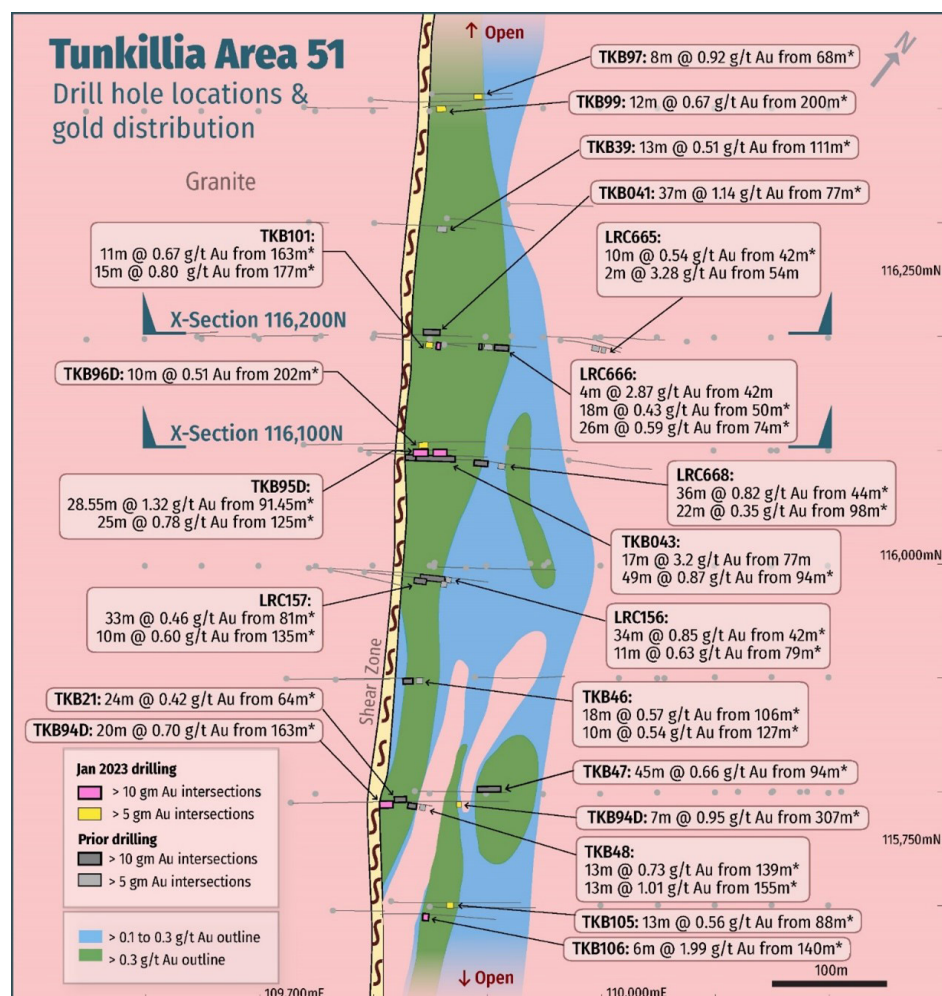 Tunkillia Area 51
Drill hole locations &
gold distribution
↑ Open
N
TKB97: 8m @ 0.92 g/t Au from 68m*
TKB99: 12m @ 0.67 g/t Au from 200m*
TKB39: 13m @ 0.51 g/t Au from 111m*
TKB041: 37m @ 1.14 g/t Au from 77m*
Granite
TKB101:
11m @ 0.67 g/t Au from 163m*
15m @ 0.80 g/t Au from 177m*
LRC665:
10m @ 0.54 g/t Au from 42m*
2m @ 3.28 g/t Au from 54m
116,250mN
X-Section 116,200N
TKB96D: 10m @ 0.51 g/t Au from 202m*
LRC666:
4m @ 2.87 g/t Au from 42m
18m @ 0.43 g/t Au from 50m*
26m @ 0.59 g/t Au from 74m*
X-Section 116,100N
TKB95D:
28.55m @ 1.32 g/t Au from 91.45m*
25m @ 0.78 g/t Au from 125m*
LRC668:
36m @ 0.82 g/t Au from 44m*
22m @ 0.35 g/t Au from 98m*
TKB043:
17m @ 3.2 g/t Au from 77m
49m @ 0.87 g/t Au from 94m*
116,000mN
LRC157:
33m @ 0.46 g/t Au from 81m*
10m @ 0.60 g/t Au from 135m*
LRC156:
34m @ 0.85 g/t Au from 42m*
11m @ 0.63 g/t Au from 79m*
Shear Zone
TKB21: 24m @ 0.42 g/t Au from 64m*
TKB94D: 20m @ 0.70 g/t Au from 163m*
TKB46:
18m @ 0.57 g/t Au from 106m*
10m @ 0.54 g/t Au from 127m*
TKB47: 45m @ 0.66 g/t Au from 94m*
TKB94D: 7m @ 0.95 g/t Au from 307m*
115,750mN
TKB48:
13m @ 0.73 g/t Au from 139m*
13m @ 1.01 g/t Au from 155m*
TKB105: 13m @ 0.56 g/t Au from 88m*
TKB106: 6m @ 1.99 g/t Au from 140m*
Jan 2023 drilling
> 10 gm Au intersections
> 5 gm Au intersections
Prior drilling
> 10 gm Au intersections
> 5 gm Au intersections
> 0.1 to 0.3 g/t Au outline
> 0.3 g/t Au outline
↓ Open
100m
109,700mE
110,000mE